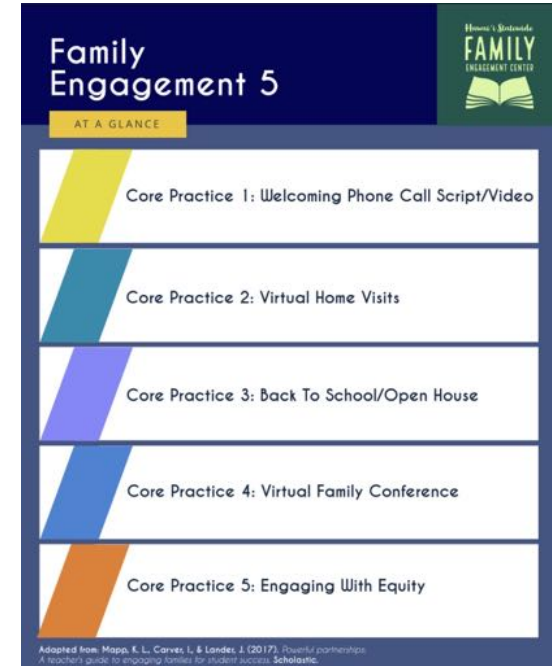 Family
Engagement 5
Hawai‘i Statewide
FAMILY
ENGAGEMENT CENTER
AT A GLANCE
Core Practice 1: Welcoming Phone Call Script/Video
Core Practice 2: Virtual Home Visits
Core Practice 3: Back To School/Open House
Core Practice 4: Virtual Family Conference
Core Practice 5: Engaging With Equity
Adapted from: Mapp, K. L., Carver, I., & Lander, J. (2017). Powerful partnerships:
A teacher's guide to engaging families for student success. Scholastic.